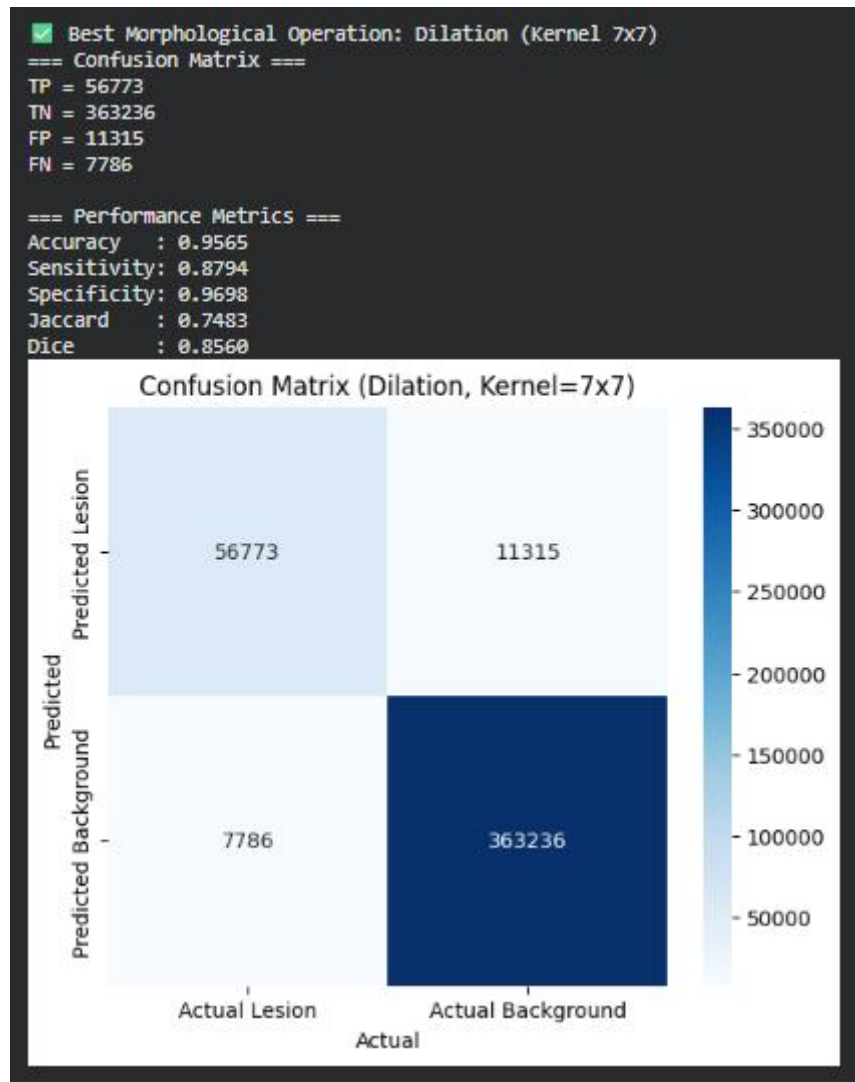 ✅ Best Morphological Operation: Dilation (Kernel 7x7)
=== Confusion Matrix ===
TP = 56773
TN = 363236
FP = 11315
FN = 7786
=== Performance Metrics ===
Accuracy   : 0.9565
Sensitivity: 0.8794
Specificity: 0.9698
Jaccard    : 0.7483
Dice       : 0.8560
Confusion Matrix (Dilation, Kernel=7x7)
Predicted
Predicted Lesion
56773
11315
Predicted Background
7786
363236
Actual Lesion
Actual Background
Actual
350000
300000
250000
200000
150000
100000
50000